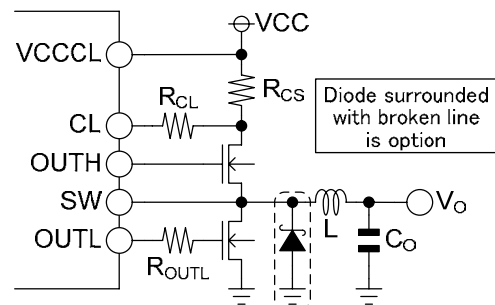 VCC
VCCCL
RCS
RCL
CL
OUTH
SW
OUTL
ROUTL
Diode surrounded
with broken line
is option
L
CO
VO